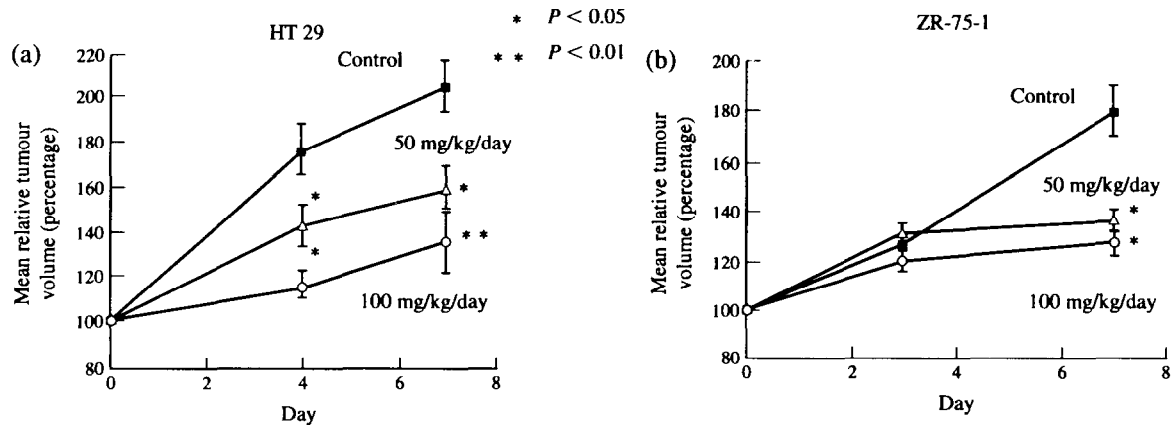 * P < 0.05
* * P < 0.01
(a)
HT 29
Mean relative tumour
volume (percentage)
220
200
180
160
140
120
100
80
Control
50 mg/kg/day
100 mg/kg/day
*
*
*
* *
0 2 4 6 8
Day
(b)
ZR-75-1
Mean relative tumour
volume (percentage)
200
180
160
140
120
100
80
Control
50 mg/kg/day
100 mg/kg/day
*
*
0 2 4 6 8
Day